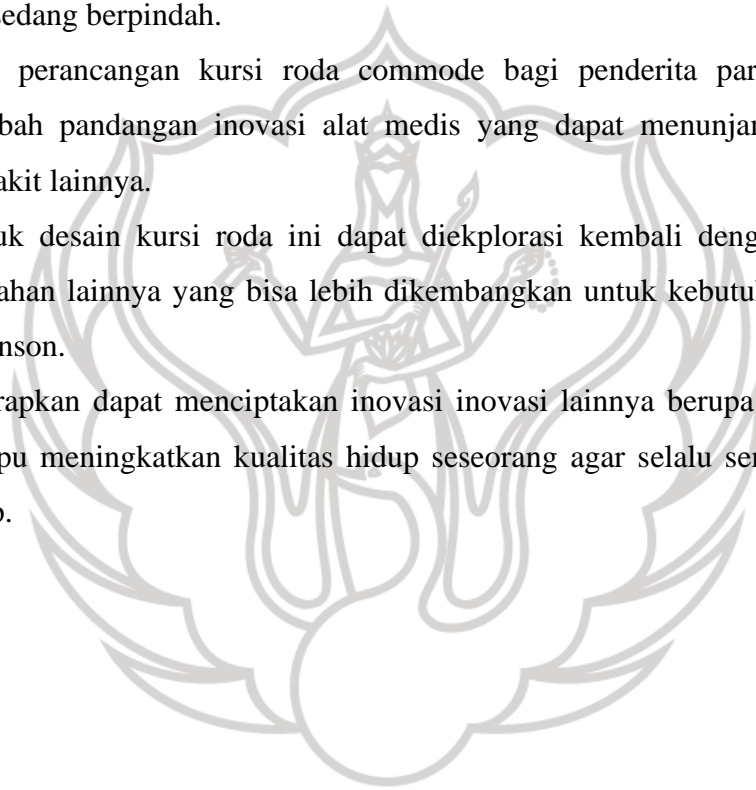 sedang berpindah.
perancangan kursi roda commode bagi penderita par
bah pandangan inovasi alat medis yang dapat menunjan
akit lainnya.
uk desain kursi roda ini dapat diekplorasi kembali deng
ahan lainnya yang bisa lebih dikembangkan untuk kebutu
nson.
rapkan dapat menciptakan inovasi inovasi lainnya berupa
pu meningkatkan kualitas hidup seseorang agar selalu se